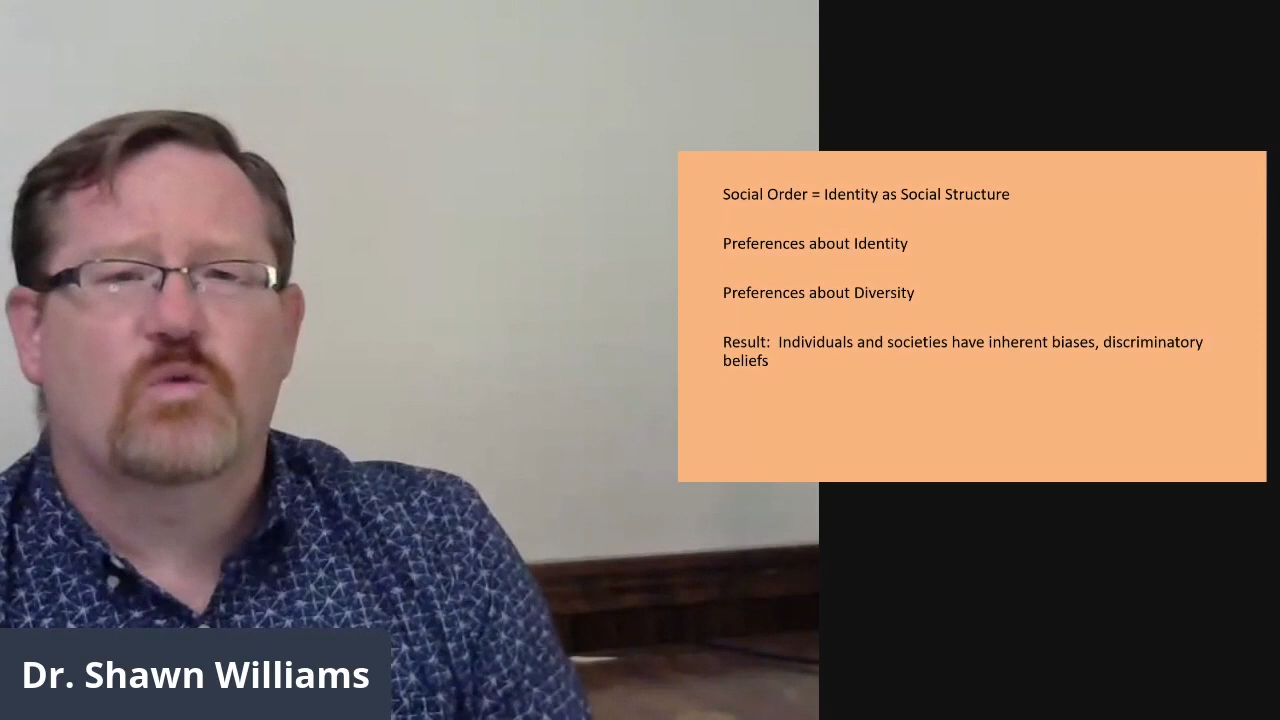 Social Order = Identity as Social Structure
Preferences about Identity
Preferences about Diversity
Result:  Individuals and societies have inherent biases, discriminatory
beliefs
Dr. Shawn Williams